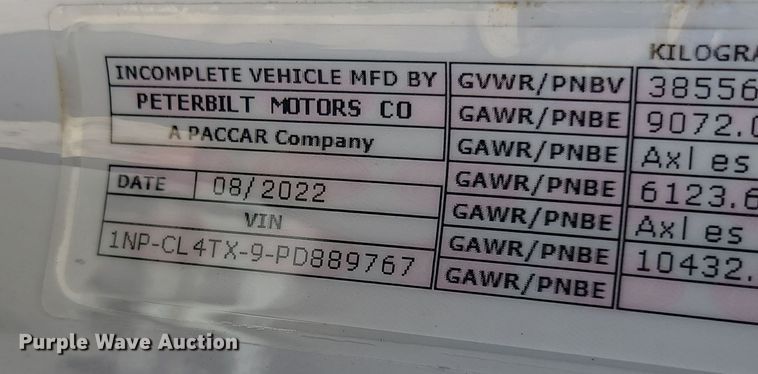 KILOGRA
INCOMPLETE VEHICLE MFD BY
PETERBILT MOTORS CO
A PACCAR Company
DATE 08/2022
VIN
1NP-CL4TX-9-PD889767
GVWR/PNBV 38556
GAWR/PNBE 9072.0
GAWR/PNBE Axles
GAWR/PNBE 6123.6
GAWR/PNBE Axles
GAWR/PNBE 10432.
GAWR/PNBE
Purple Wave Auction